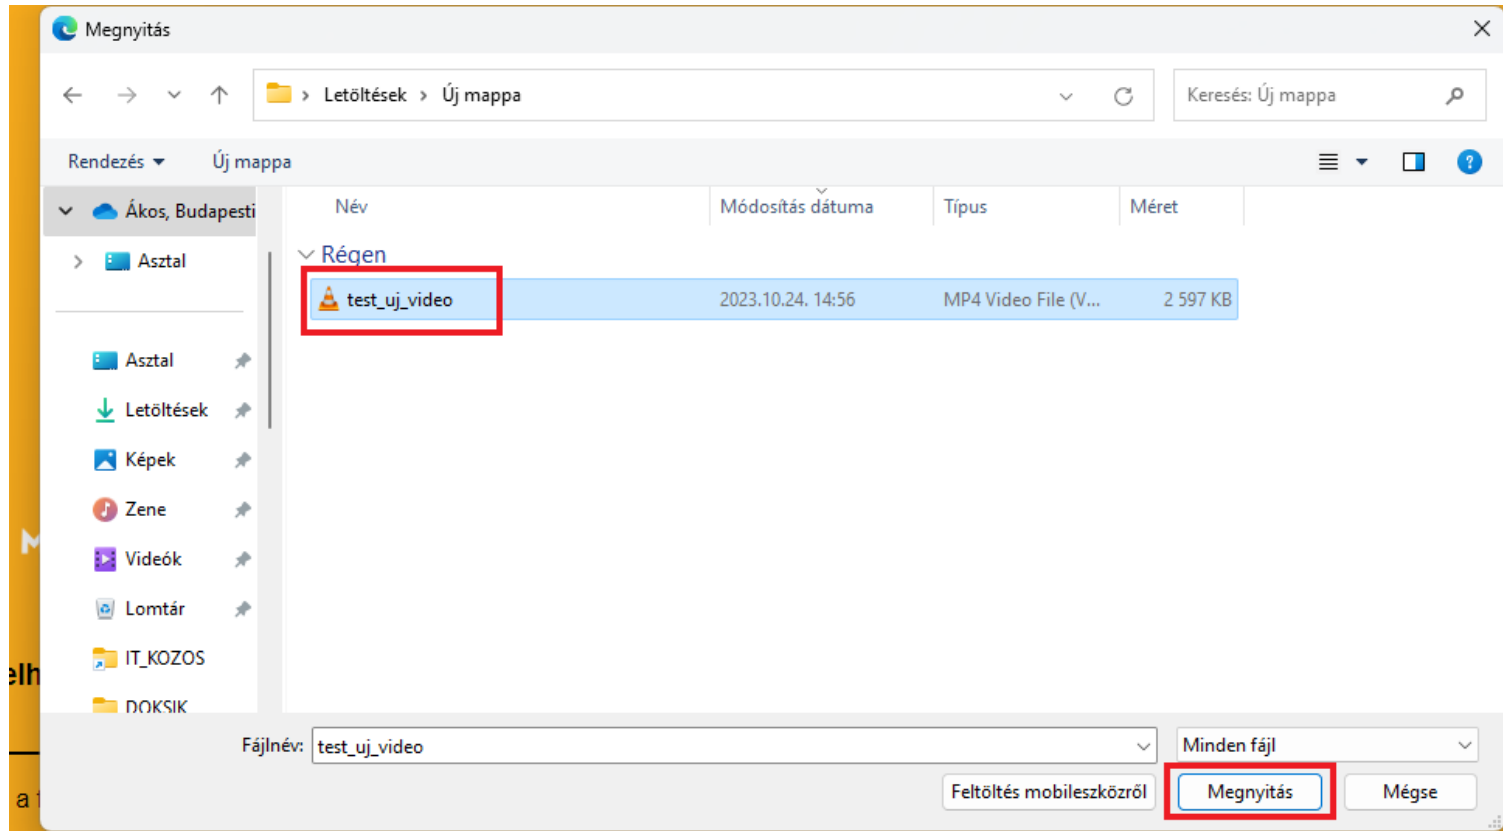 Megnyitás
Letöltések > Új mappa
Keresés: Új mappa
Rendezés
Új mappa
Ákos, Budapesti
Név
Módosítás dátuma
Típus
Méret
Asztal
Régen
test_uj_video
2023.10.24. 14:56
MP4 Video File (V...
2 597 KB
Asztal
Letöltések
Képek
Zene
Videók
Lomtár
IT_KOZOS
DOKSIK
M
elh
Fájlnév: test_uj_video
Minden fájl
a f
Feltöltés mobileszközről
Megnyitás
Mégse